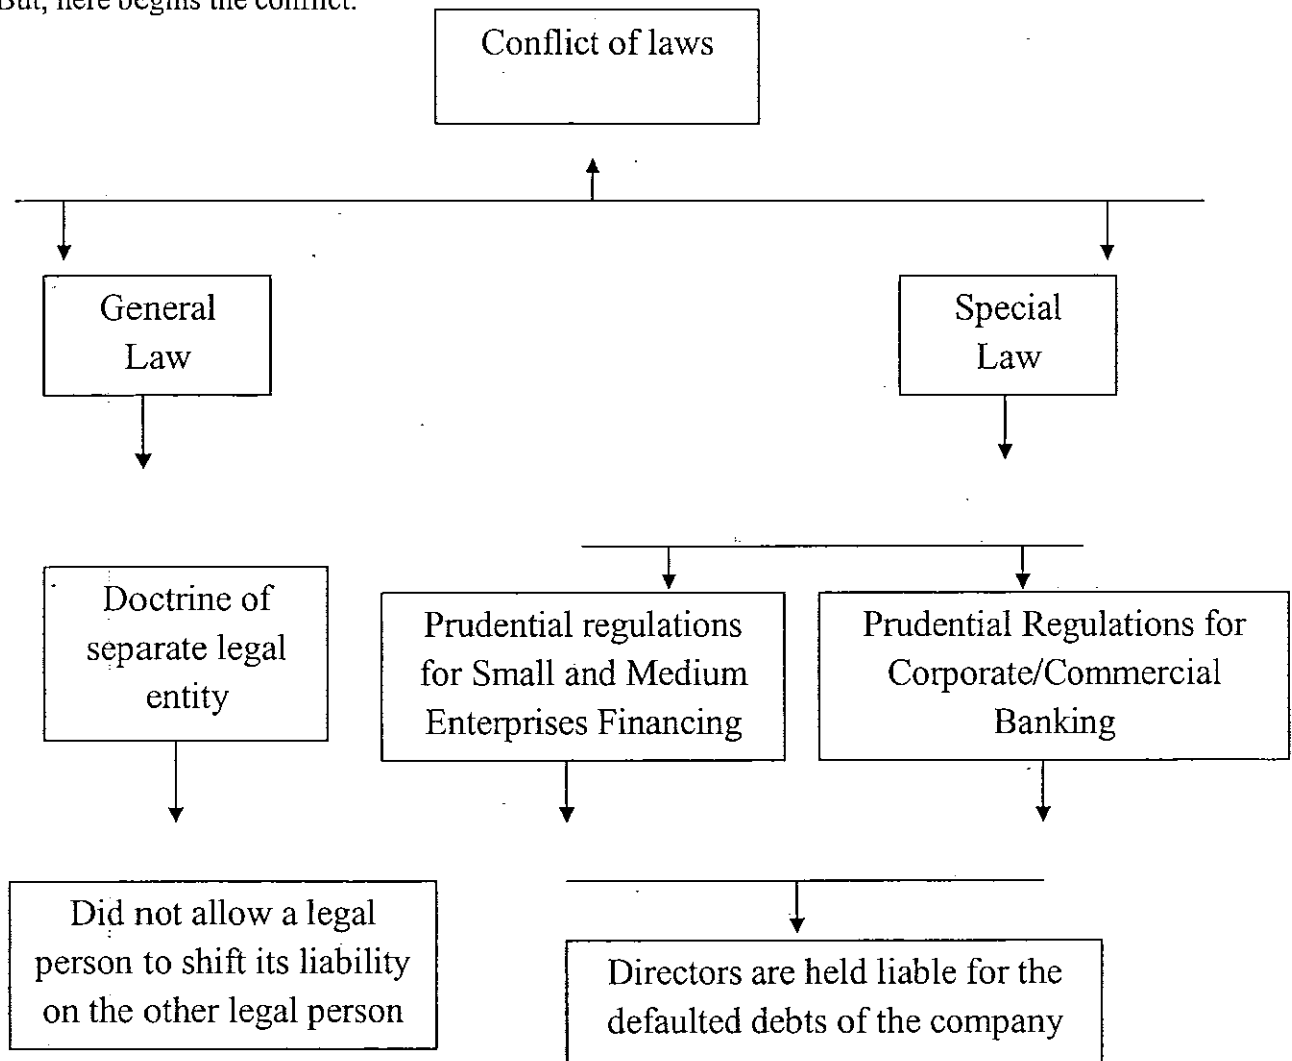 But, here begins the conflict.
Conflict of laws
General
Law
Special
Law
Doctrine of
separate legal
entity
Prudential regulations
for Small and Medium
Enterprises Financing
Prudential Regulations for
Corporate/Commercial
Banking
Did not allow a legal
person to shift its liability
on the other legal person
Directors are held liable for the
defaulted debts of the company